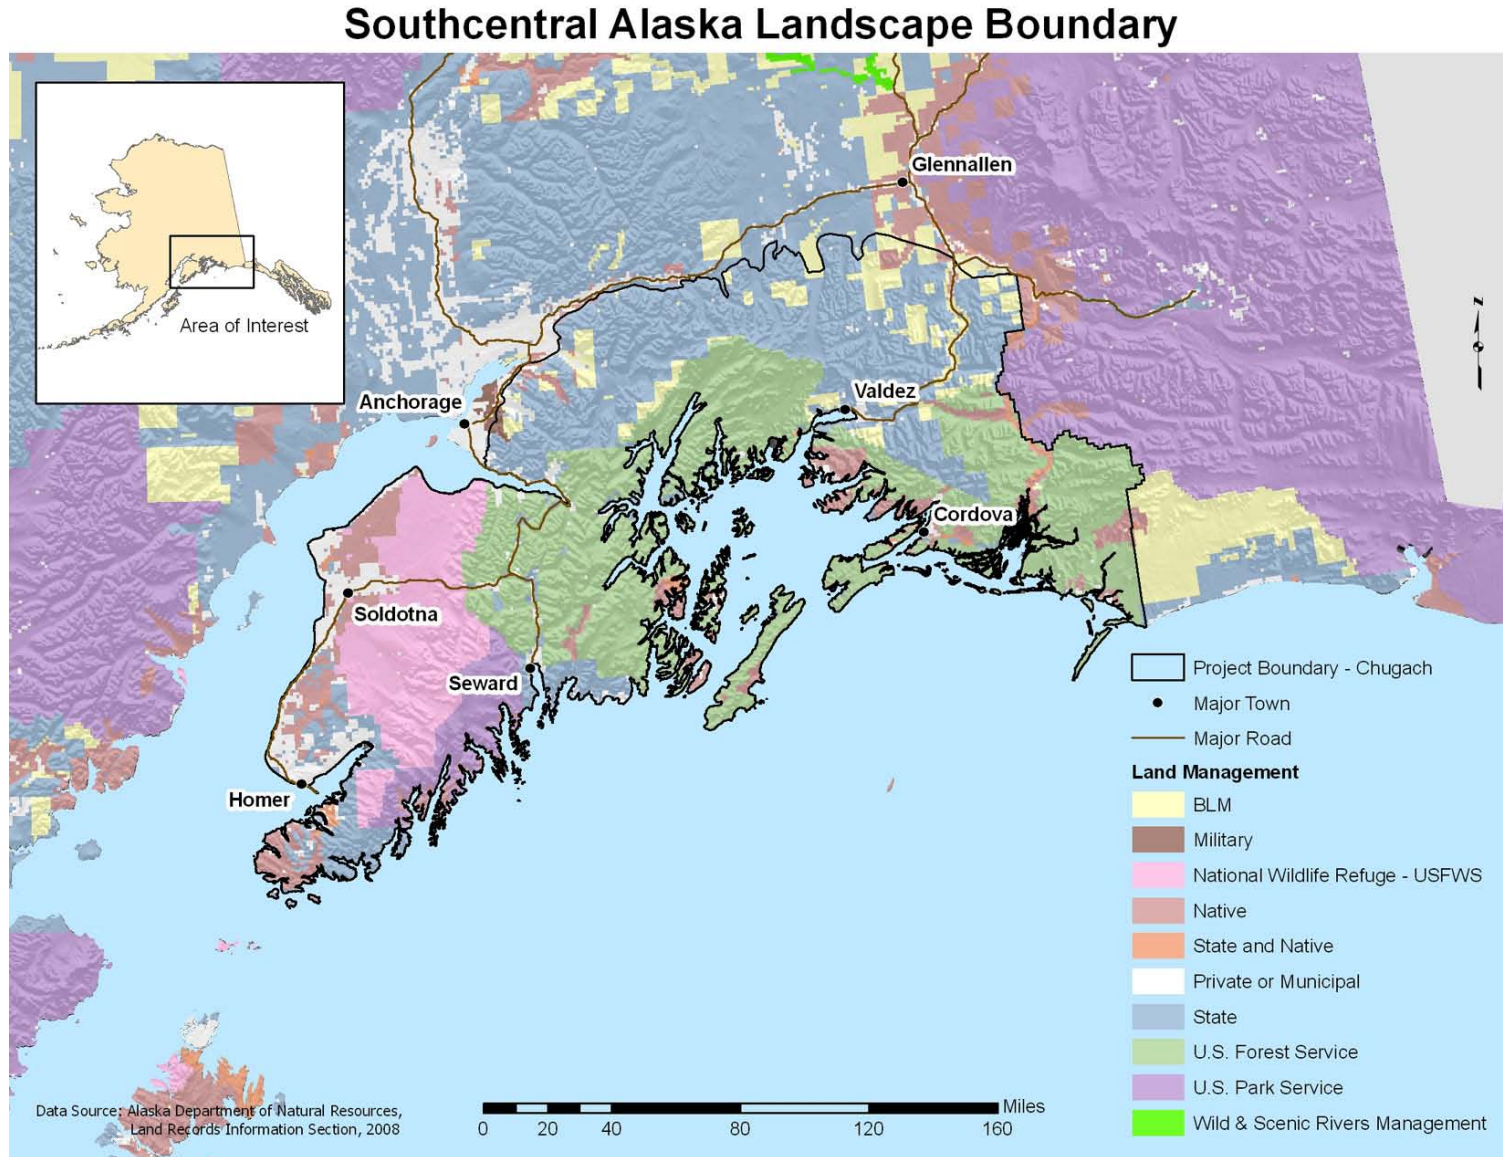 Southcentral Alaska Landscape Boundary
Area of Interest
Glennallen
Anchorage
Valdez
Cordova
Soldotna
Seward
Homer
N
Project Boundary - Chugach
Major Town
Major Road
Land Management
BLM
Military
National Wildlife Refuge - USFWS
Native
State and Native
Private or Municipal
State
U.S. Forest Service
U.S. Park Service
Wild & Scenic Rivers Management
Data Source: Alaska Department of Natural Resources,
Land Records Information Section, 2008
Miles
0 20 40 80 120 160